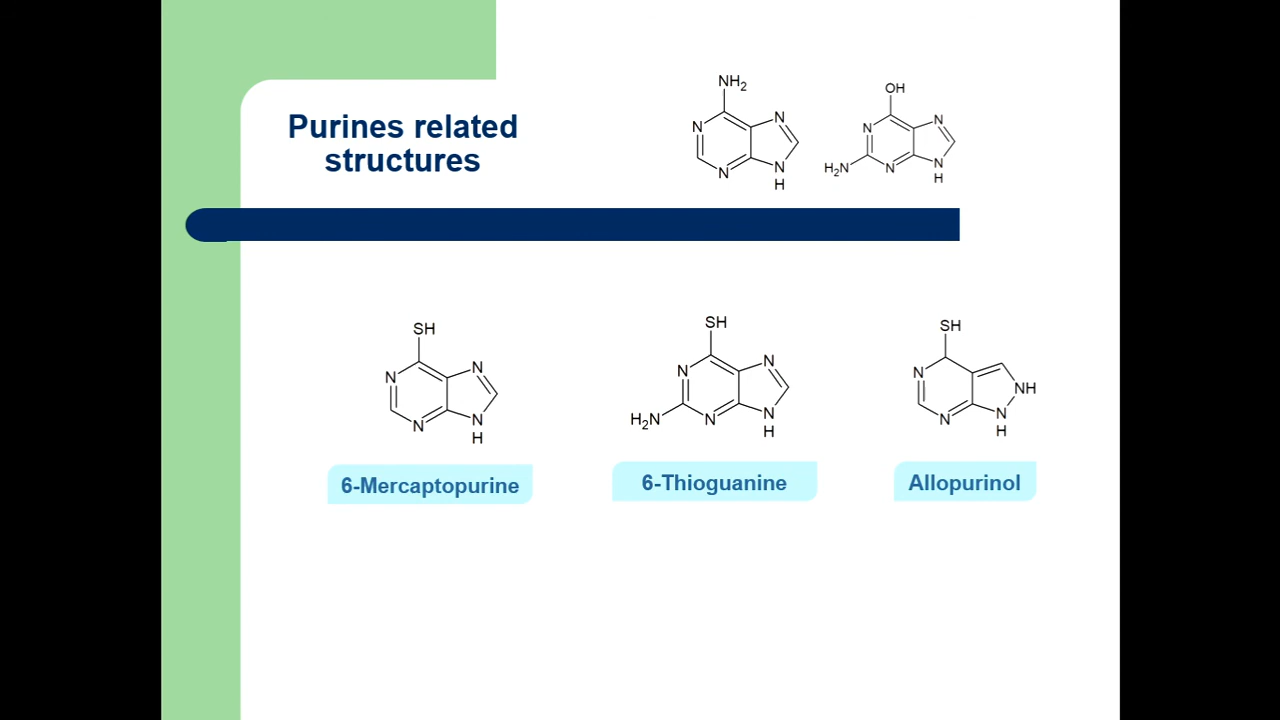 Purines related
structures
NH2
N
N
N
N
H
OH
N
N
H2N
N
N
H
SH
N
N
N
N
H
6-Mercaptopurine
SH
N
N
H2N
N
N
H
6-Thioguanine
SH
N
NH
N
N
H
Allopurinol